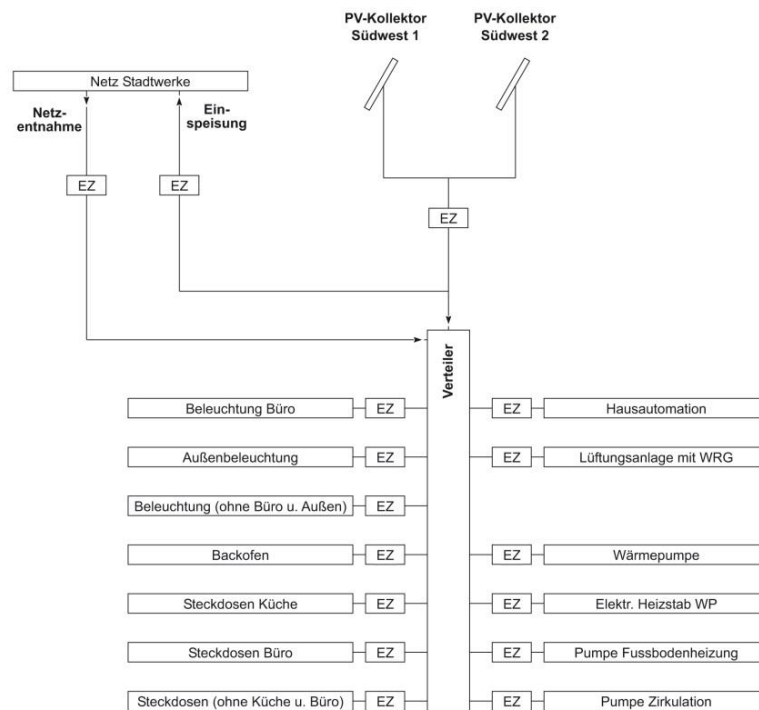 PV-Kollektor
Südwest 1
PV-Kollektor
Südwest 2
Netz Stadtwerke
Netz-
entnahme
Ein-
speisung
EZ
EZ
EZ
Verteiler
Beleuchtung Büro
EZ
EZ
Hausautomation
Außenbeleuchtung
EZ
EZ
Lüftungsanlage mit WRG
Beleuchtung (ohne Büro u. Außen)
EZ
Backofen
EZ
EZ
Wärmepumpe
Steckdosen Küche
EZ
EZ
Elektr. Heizstab WP
Steckdosen Büro
EZ
EZ
Pumpe Fussbodenheizung
Steckdosen (ohne Küche u. Büro)
EZ
EZ
Pumpe Zirkulation